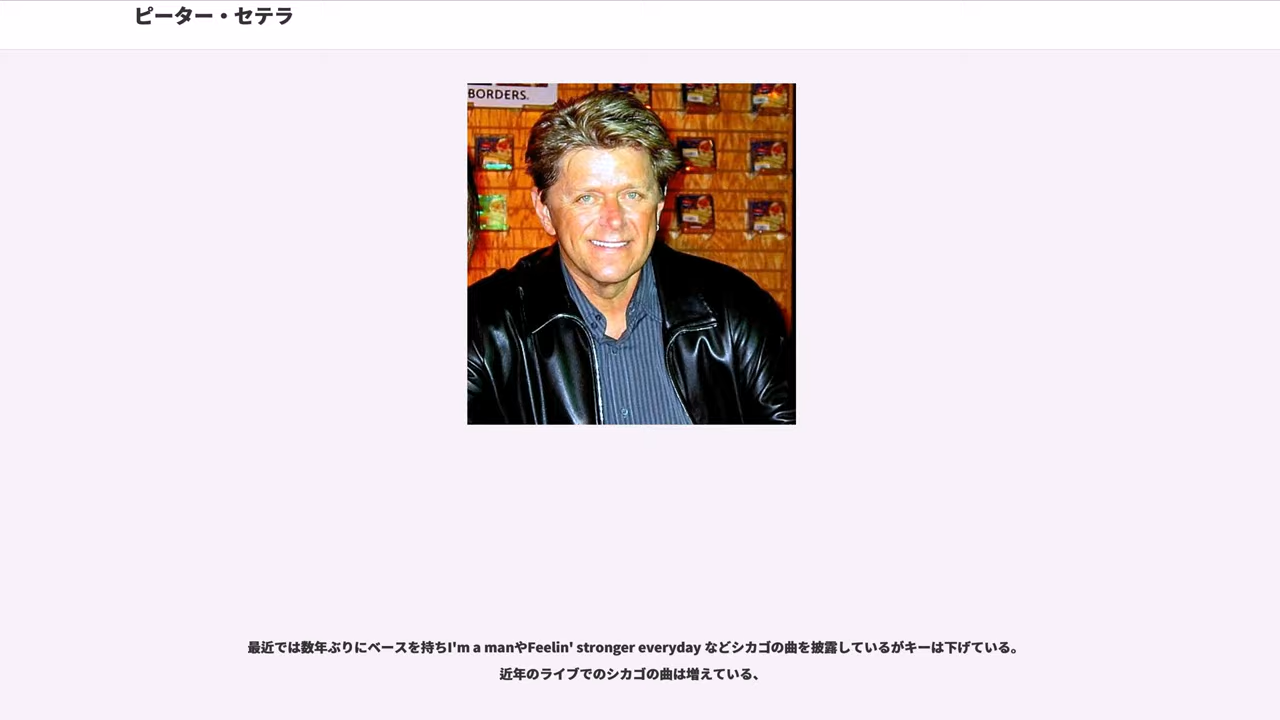 ピーター・セテラ
BORDERS.
最近では数年ぶりにベースを持ちI'm a manやFeelin' stronger everyday などシカゴの曲を披露しているがキーは下げている。
近年のライブでのシカゴの曲は増えている、